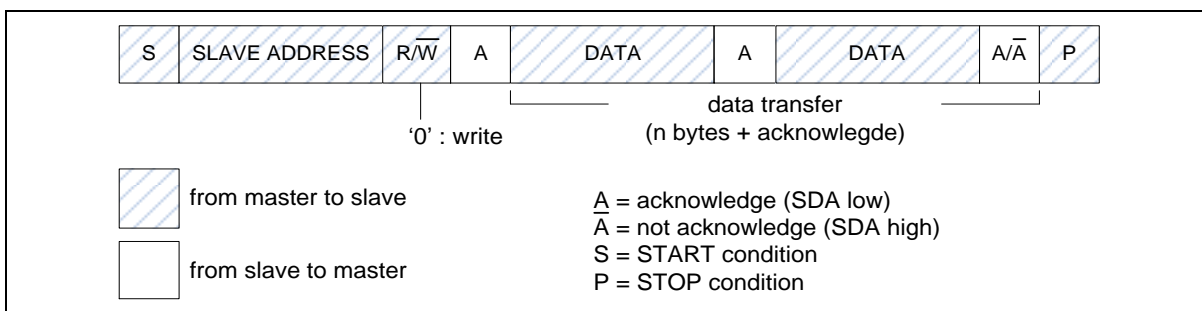 S SLAVE ADDRESS R/W̅ A DATA A DATA A/A̅ P
data transfer
(n bytes + acknowlegde)
‘0’ : write
from master to slave
from slave to master
A = acknowledge (SDA low)
A̅ = not acknowledge (SDA high)
S = START condition
P = STOP condition